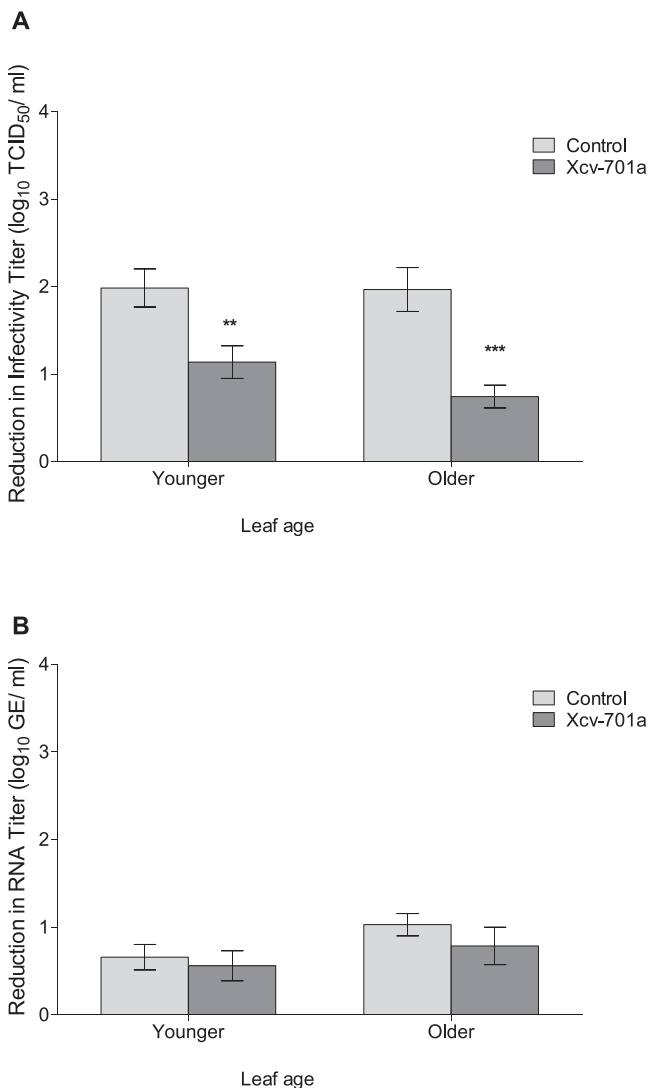 A
Reduction in Infectivity Titer (log10 TCID50/ ml)
4
3
2
1
0
Control
Xcv-701a
**
***
Younger
Older
Leaf age
B
Reduction in RNA Titer (log10 GE/ ml)
4
3
2
1
0
Control
Xcv-701a
Younger
Older
Leaf age